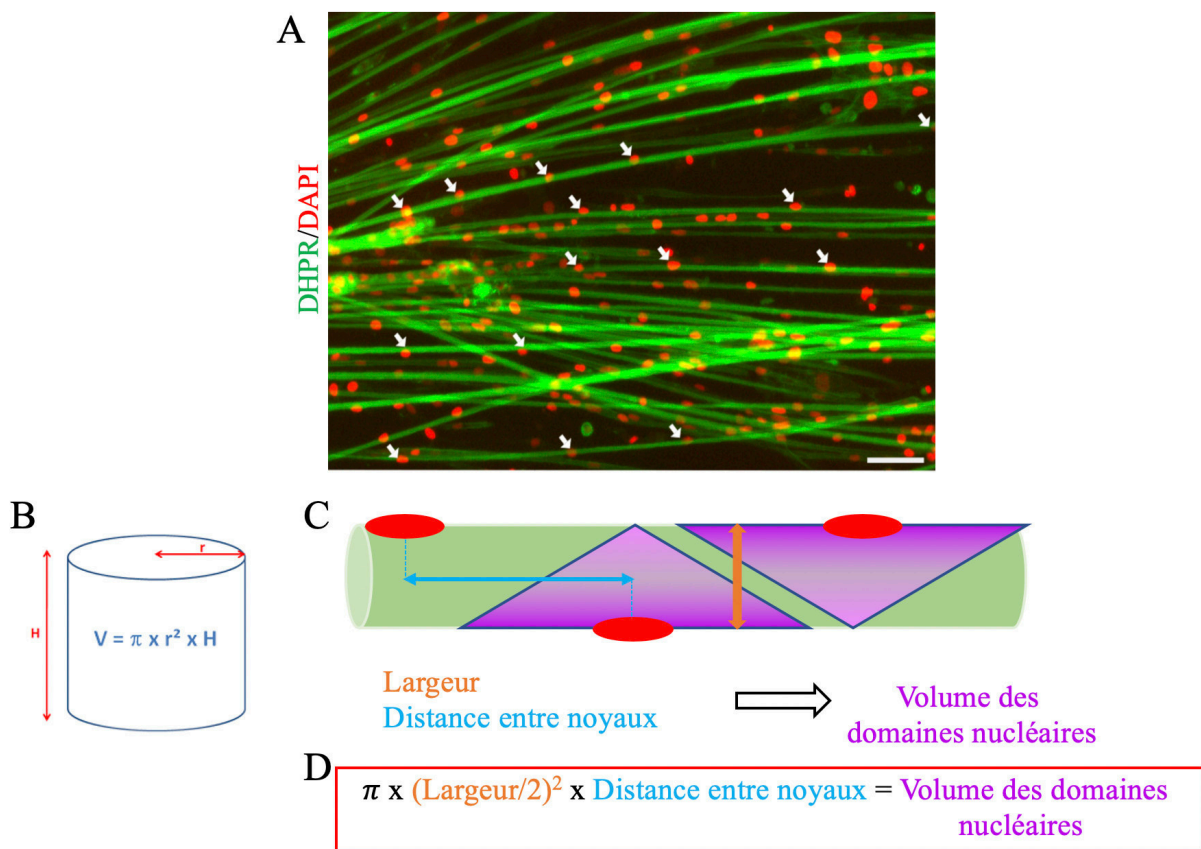 A
DHPR/DAPI
B
r
H
V = π x r² x H
C
Largeur
Distance entre noyaux
Volume des
domaines nucléaires
D
π x (Largeur/2)² x Distance entre noyaux = Volume des domaines
nucléaires